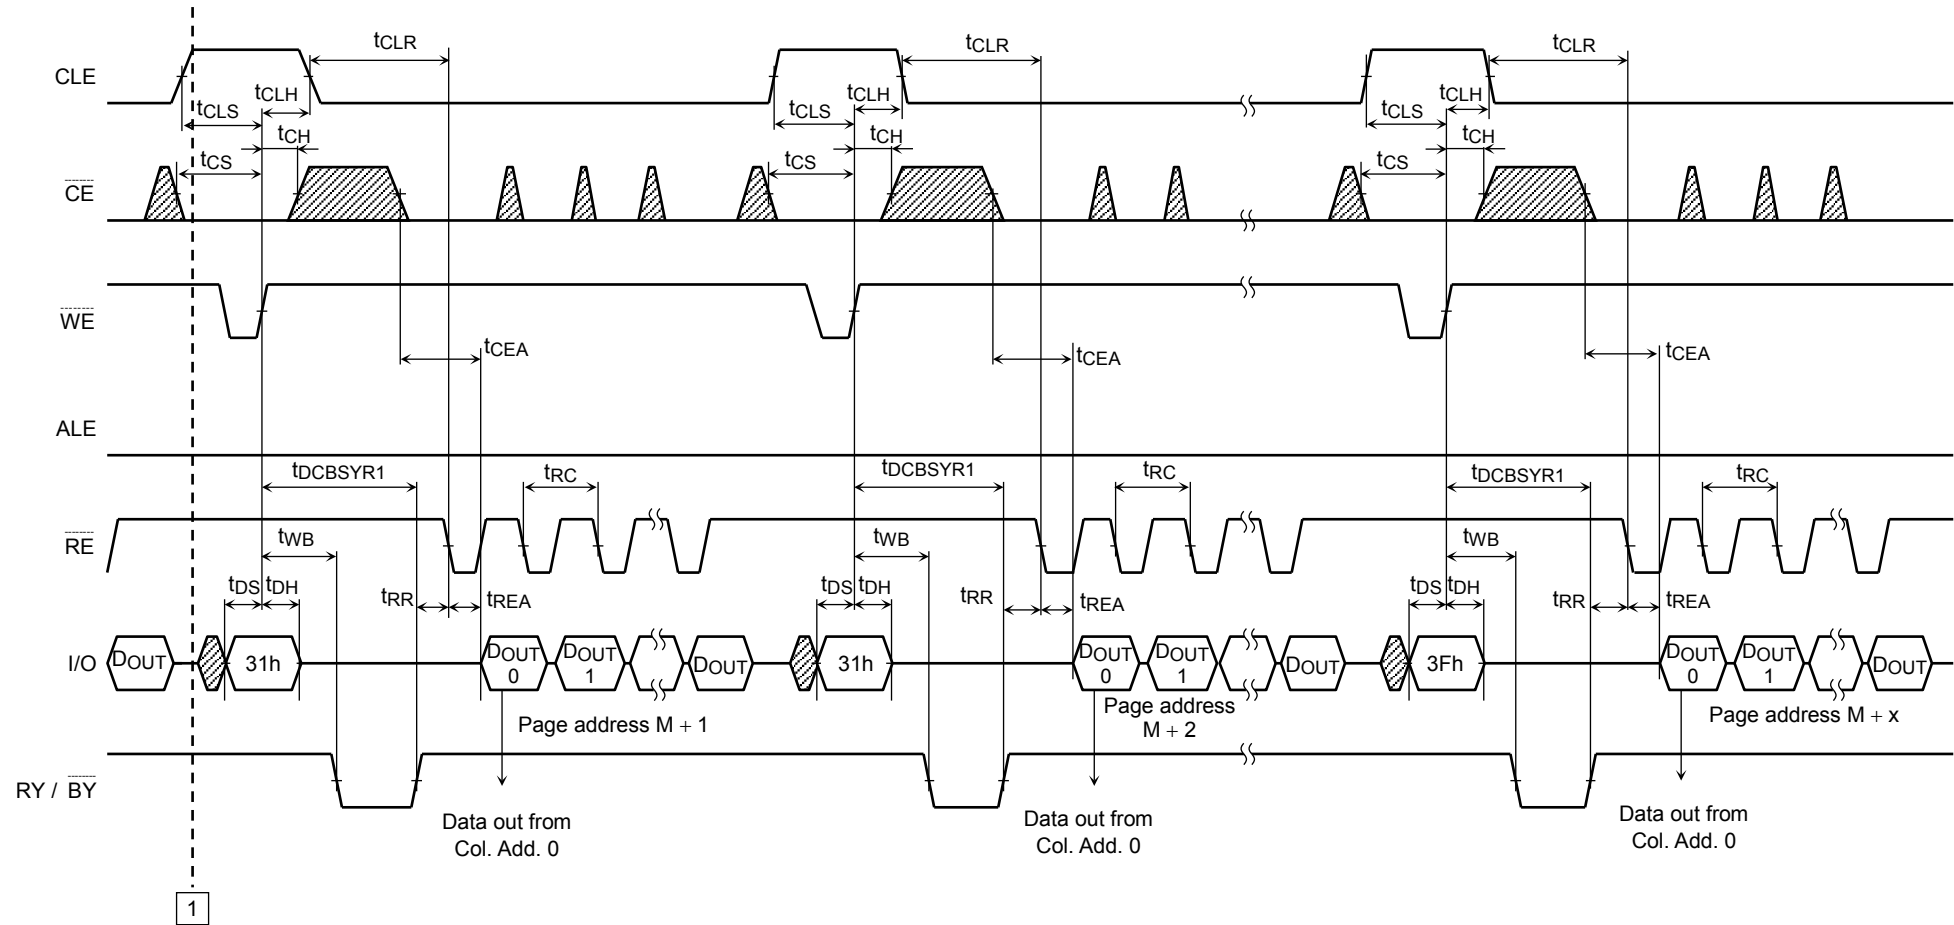 tCLR tCLR tCLR
CLE
tCLH tCLH tCLH
tCLS tCLS tCLS
tCH tCH tCH
tCS tCS tCS
CE
WE
tCEA tCEA tCEA
ALE
tDCBSYR1 tDCBSYR1 tDCBSYR1
tRC tRC tRC
RE
tWB tWB tWB
tDS tDH tDS tDH tDS tDH
tRR tREA tRR tREA tRR tREA
I/O DOUT 31h DOUT 0 DOUT 1 DOUT 31h DOUT 0 DOUT 1 DOUT 3Fh DOUT 0 DOUT 1 DOUT
Page address M + 1
Page address
M + 2
Page address M + x
RY / BY
Data out from
Col. Add. 0
Data out from
Col. Add. 0
Data out from
Col. Add. 0
1